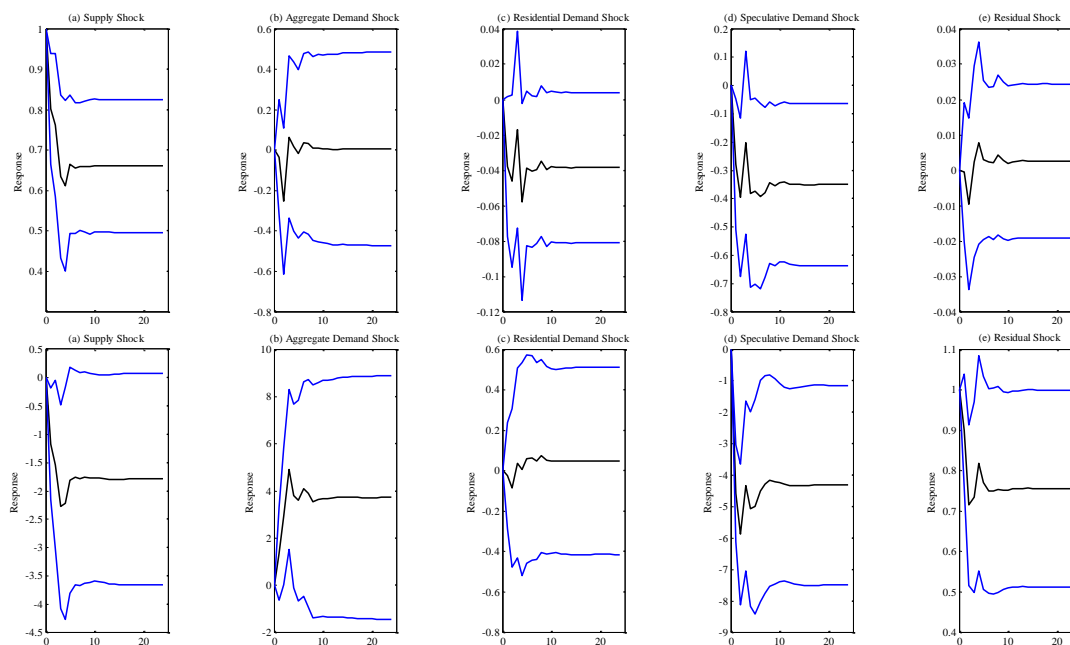 (a) Supply Shock
(b) Aggregate Demand Shock
(c) Residential Demand Shock
(d) Speculative Demand Shock
(e) Residual Shock
Response
1
0.9
0.8
0.7
0.6
0.5
0.4
0 10 20
Response
0.6
0.4
0.2
0
-0.2
-0.4
-0.6
-0.8
0 10 20
Response
0.04
0
-0.02
-0.04
-0.06
-0.08
-0.1
-0.12
0 10 20
Response
0.2
0.1
0
-0.1
-0.2
-0.3
-0.4
-0.5
-0.6
-0.7
-0.8
0 10 20
Response
0.04
0.03
0.02
0.01
0
-0.01
-0.02
-0.03
-0.04
0 10 20
(a) Supply Shock
(b) Aggregate Demand Shock
(c) Residential Demand Shock
(d) Speculative Demand Shock
(e) Residual Shock
Response
0.5
0
-0.5
-1
-1.5
-2
-2.5
-3
-3.5
-4
-4.5
0 10 20
Response
10
8
6
4
2
0
-2
0 10 20
Response
0.6
0.4
0.2
0
-0.2
-0.4
-0.6
-0.8
0 10 20
Response
0
-1
-2
-3
-4
-5
-6
-7
-8
-9
0 10 20
Response
1.1
1
0.9
0.8
0.7
0.6
0.5
0.4
0 10 20